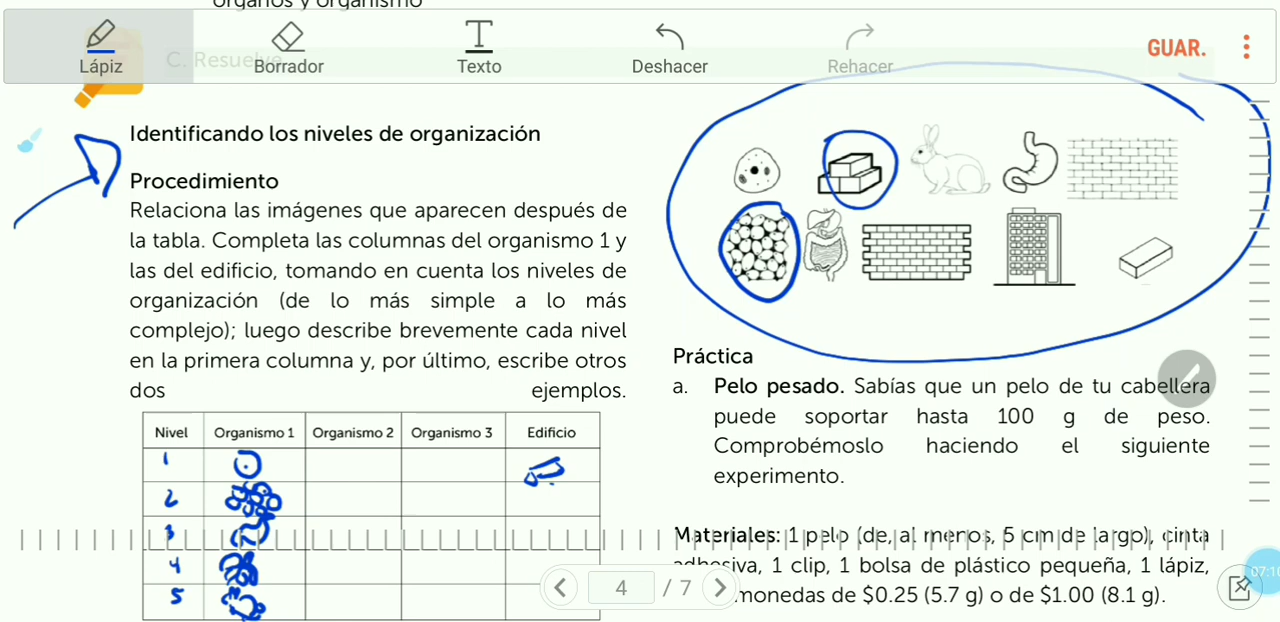 órganos y organismo
C. Resuelve
Lápiz
Borrador
Texto
Deshacer
Rehacer
GUAR.
Identificando los niveles de organización
Procedimiento
Relaciona las imágenes que aparecen después de
la tabla. Completa las columnas del organismo 1 y
las del edificio, tomando en cuenta los niveles de
organización (de lo más simple a lo más
complejo); luego describe brevemente cada nivel
en la primera columna y, por último, escribe otros
dos ejemplos.
Nivel Organismo 1 Organismo 2 Organismo 3 Edificio
1
2
3
4
5
Práctica
a. Pelo pesado. Sabías que un pelo de tu cabellera
puede soportar hasta 100 g de peso.
Comprobémoslo haciendo el siguiente
experimento.
Materiales: 1 pelo (de, al menos, 5 cm de largo), cinta
adhesiva, 1 clip, 1 bolsa de plástico pequeña, 1 lápiz,
monedas de $0.25 (5.7 g) o de $1.00 (8.1 g).
4 / 7